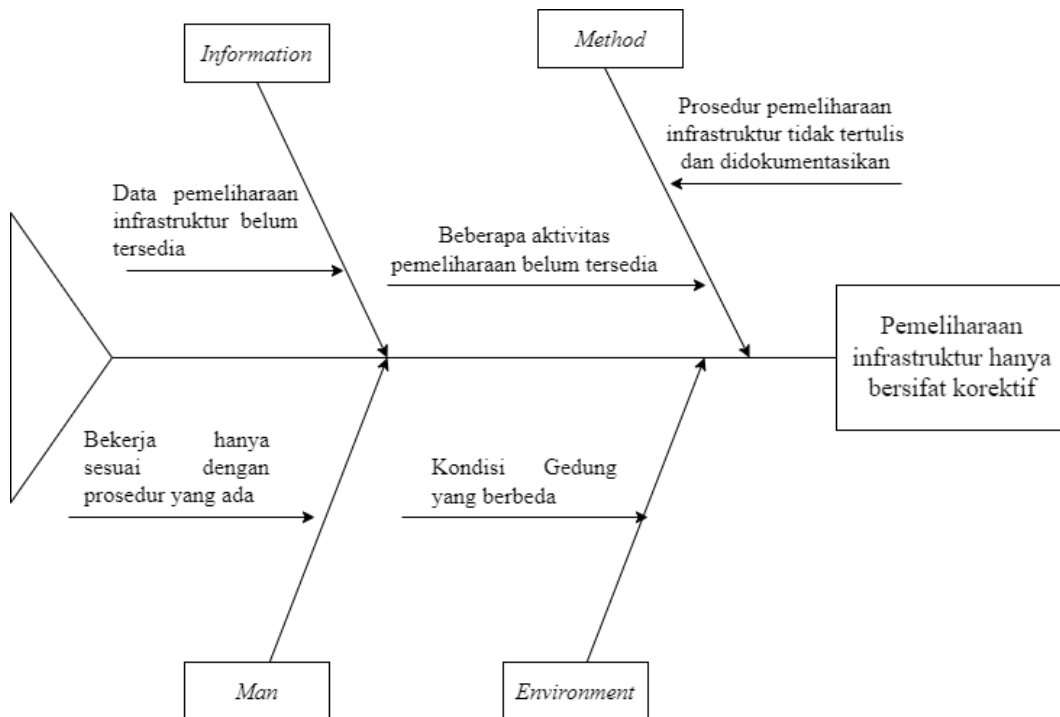 Information
Method
Prosedur pemeliharaan
infrastruktur tidak tertulis
dan didokumentasikan
Data pemeliharaan
infrastruktur belum
tersedia
Beberapa aktivitas
pemeliharaan belum tersedia
Pemeliharaan
infrastruktur hanya
bersifat korektif
Bekerja hanya
sesuai dengan
prosedur yang ada
Kondisi Gedung
yang berbeda
Man
Environment